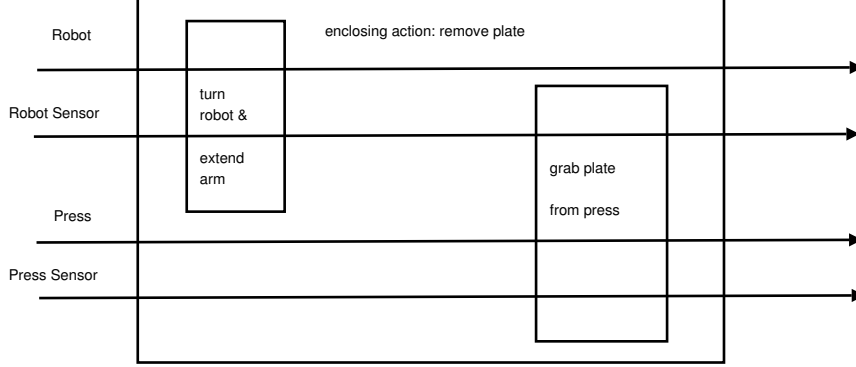 Robot
enclosing action: remove plate
turn
robot &
Robot Sensor
extend
arm
grab plate
from press
Press
Press Sensor